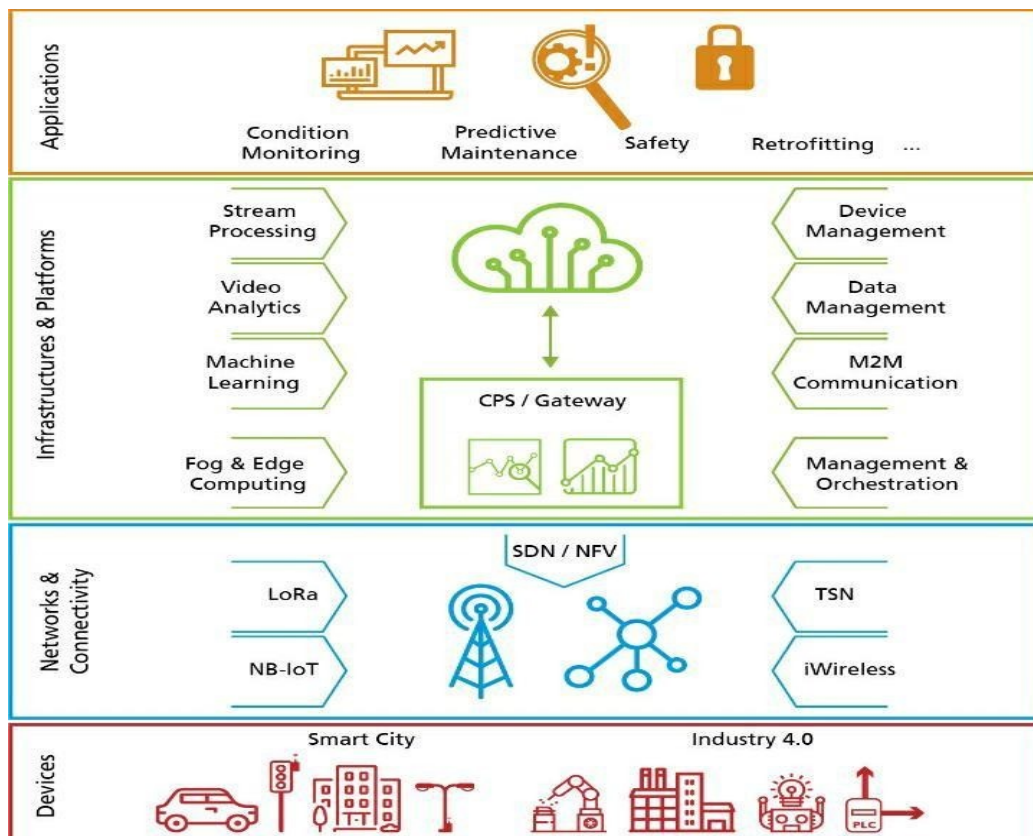 Applications
Condition
Monitoring
Predictive
Maintenance
Safety
Retrofitting
...
Infrastructures & Platforms
Stream
Processing
Video
Analytics
Machine
Learning
Fog & Edge
Computing
CPS / Gateway
Device
Management
Data
Management
M2M
Communication
Management &
Orchestration
Networks &
Connectivity
SDN / NFV
LoRa
NB-IoT
TSN
iWireless
Devices
Smart City
Industry 4.0
PLC